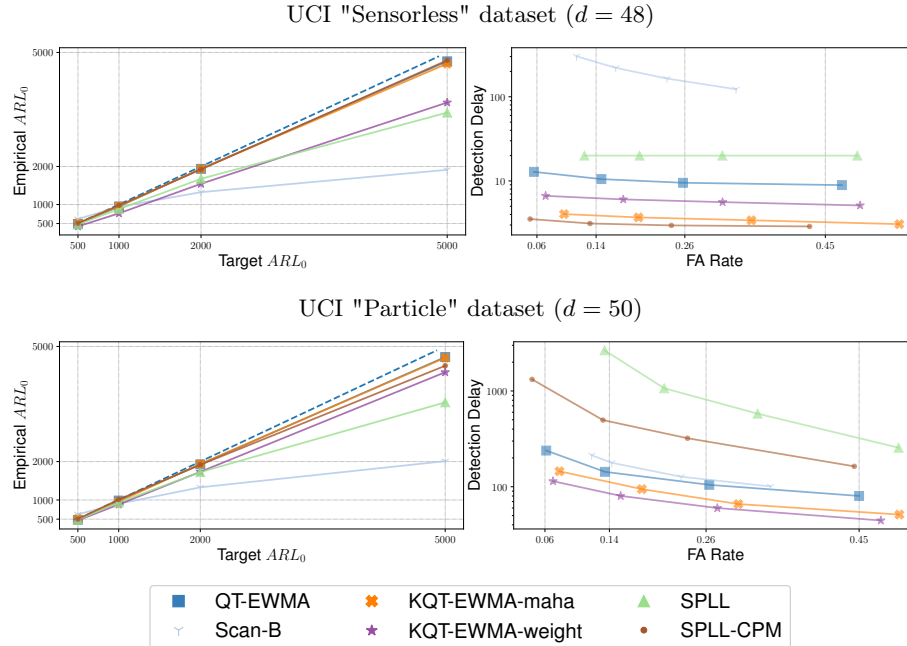 UCI "Sensorless" dataset (d = 48)
Empirical ARL₀
5000
2000
1000
500
500 1000 2000 5000
Target ARL₀
Detection Delay
100
10
0.06 0.14 0.26 0.45
FA Rate
UCI "Particle" dataset (d = 50)
Empirical ARL₀
5000
2000
1000
500
500 1000 2000 5000
Target ARL₀
Detection Delay
1000
100
0.06 0.14 0.26 0.45
FA Rate
QT-EWMA KQT-EWMA-maha SPLL
Scan-B KQT-EWMA-weight SPLL-CPM